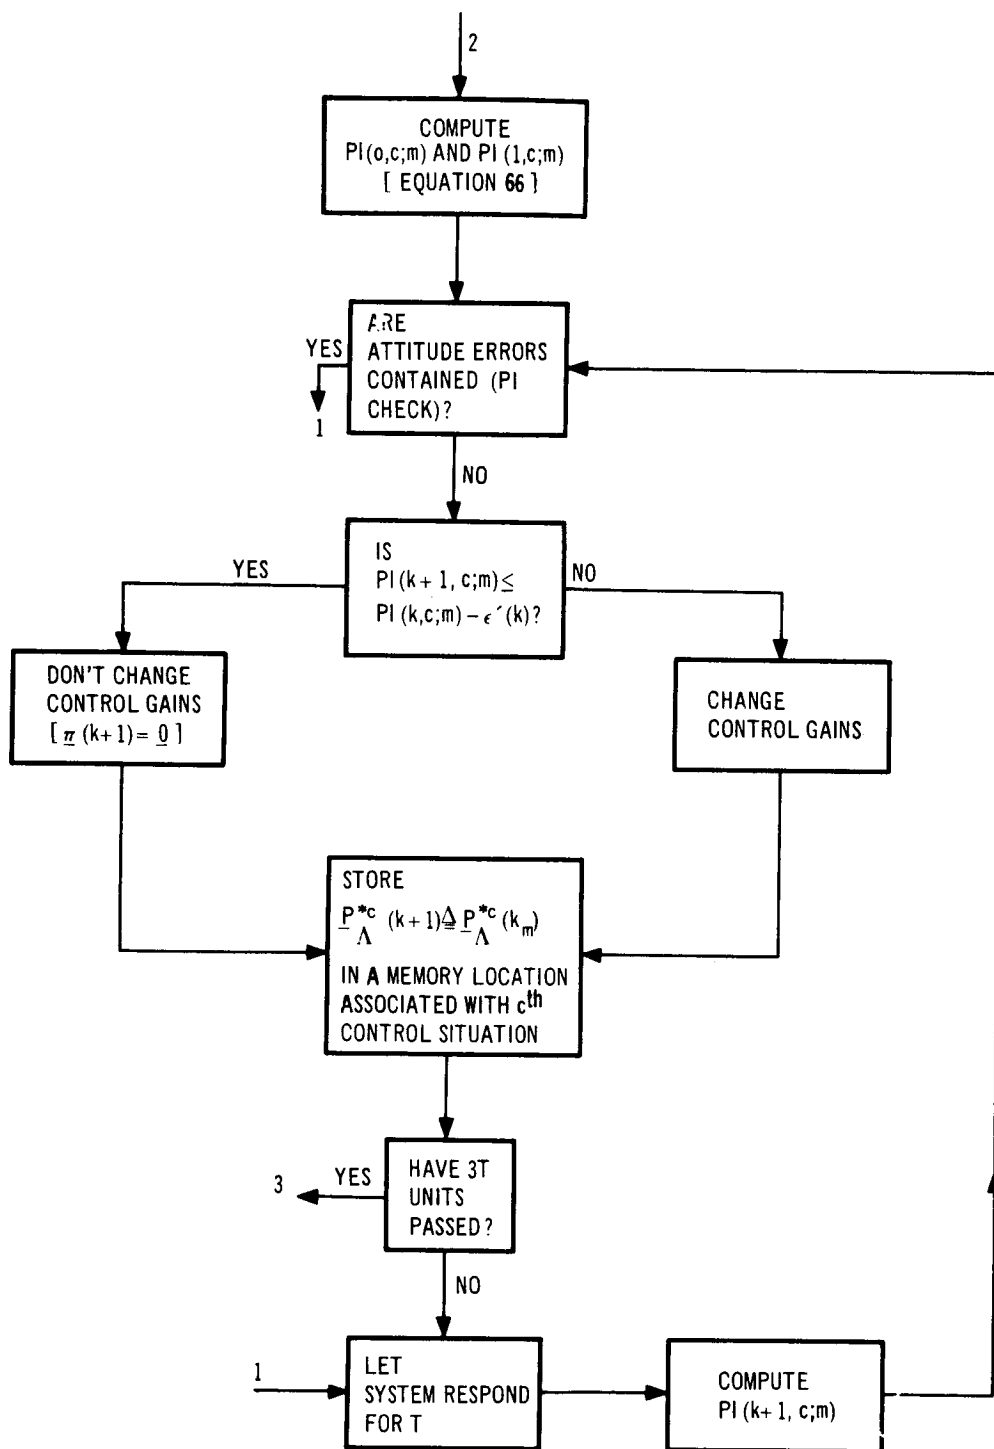 2
COMPUTE
PI(o,c;m) AND PI (1,c;m)
[ EQUATION 66 ]
ARE
ATTITUDE ERRORS
CONTAINED (PI
CHECK)?
YES
1
NO
IS
PI (k+1, c;m) ≤
PI (k,c;m) – ϵ´(k)?
YES
NO
DON'T CHANGE
CONTROL GAINS
[ π (k+1) = 0 ]
CHANGE
CONTROL GAINS
STORE
P*c Λ (k+1) ≜ P*c Λ (km)
IN A MEMORY LOCATION
ASSOCIATED WITH cth
CONTROL SITUATION
HAVE 3T
UNITS
PASSED?
YES
3
NO
1
LET
SYSTEM RESPOND
FOR T
COMPUTE
PI (k+1, c;m)